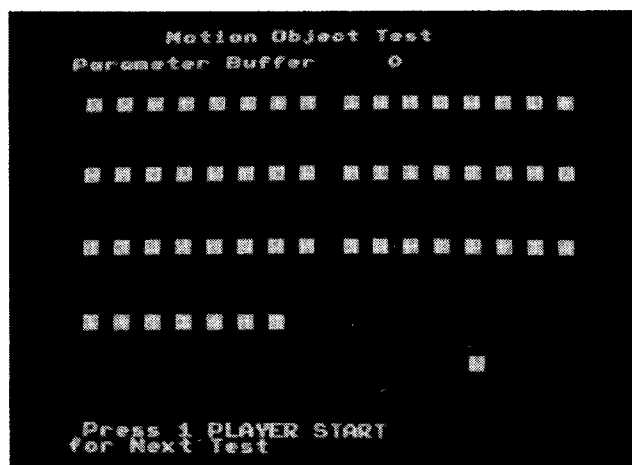 Motion Object Test
Parameter Buffer 0
Press 1 PLAYER START
for Next Test